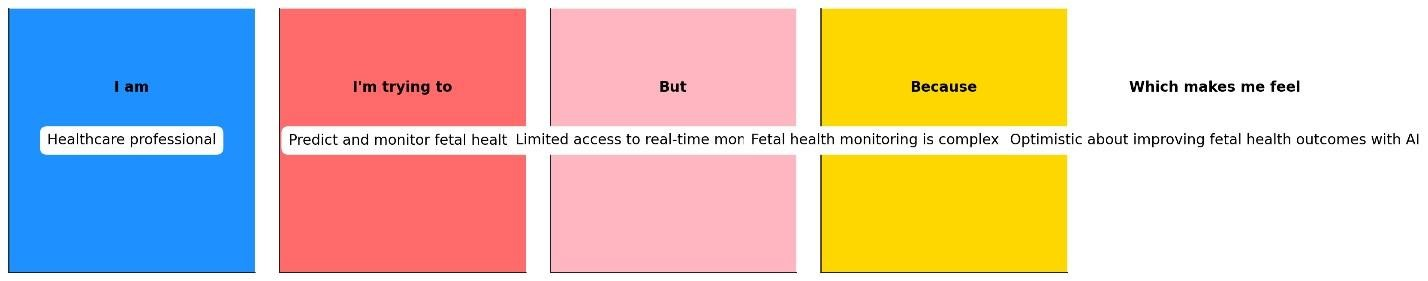 I am
Healthcare professional
I'm trying to
Predict and monitor fetal healt
But
Limited access to real-time mon
Because
Fetal health monitoring is complex
Which makes me feel
Optimistic about improving fetal health outcomes with AI